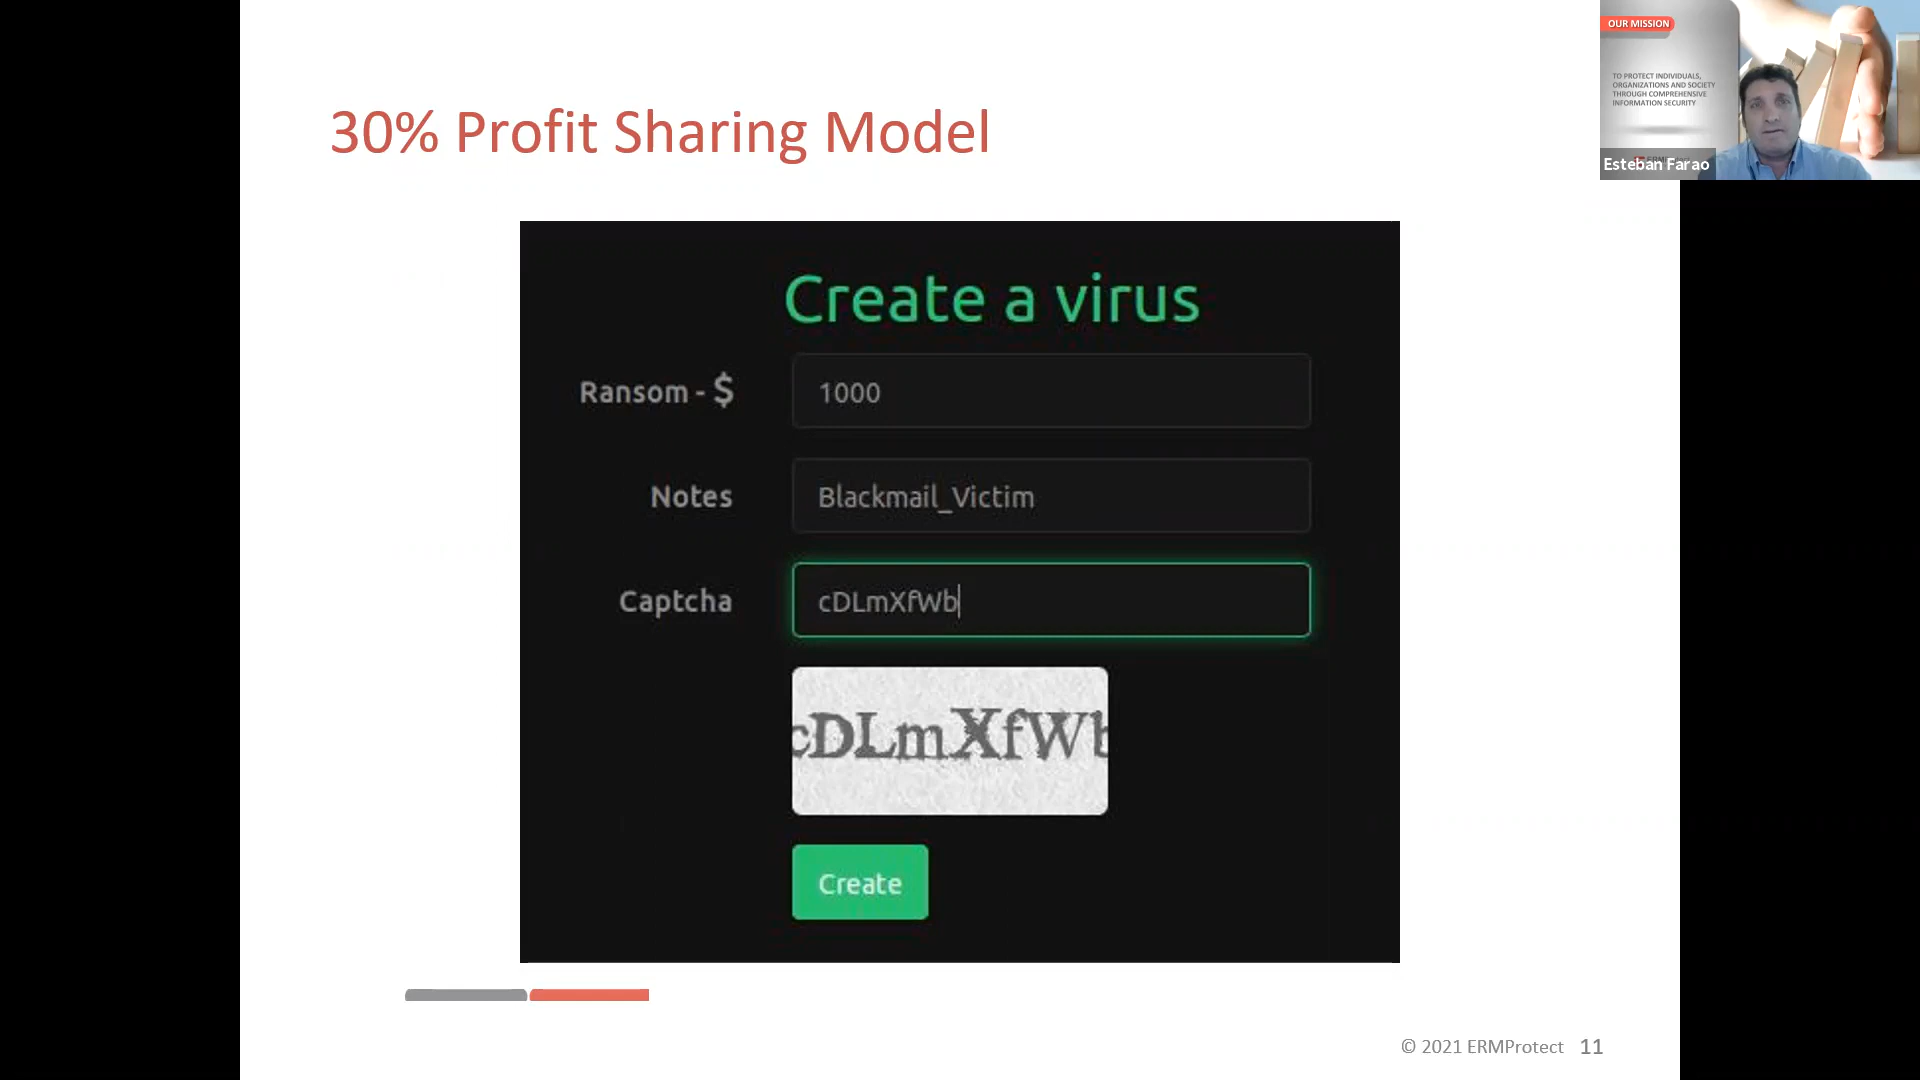 OUR MISSION
TO PROTECT INDIVIDUALS,
ORGANIZATIONS AND SOCIETY
THROUGH COMPREHENSIVE
INFORMATION SECURITY
Esteban Farao
30% Profit Sharing Model
Create a virus
Ransom - $ 1000
Notes Blackmail_Victim
Captcha cDLmXfWb
cDLmXfWb
Create
© 2021 ERMProtect 11